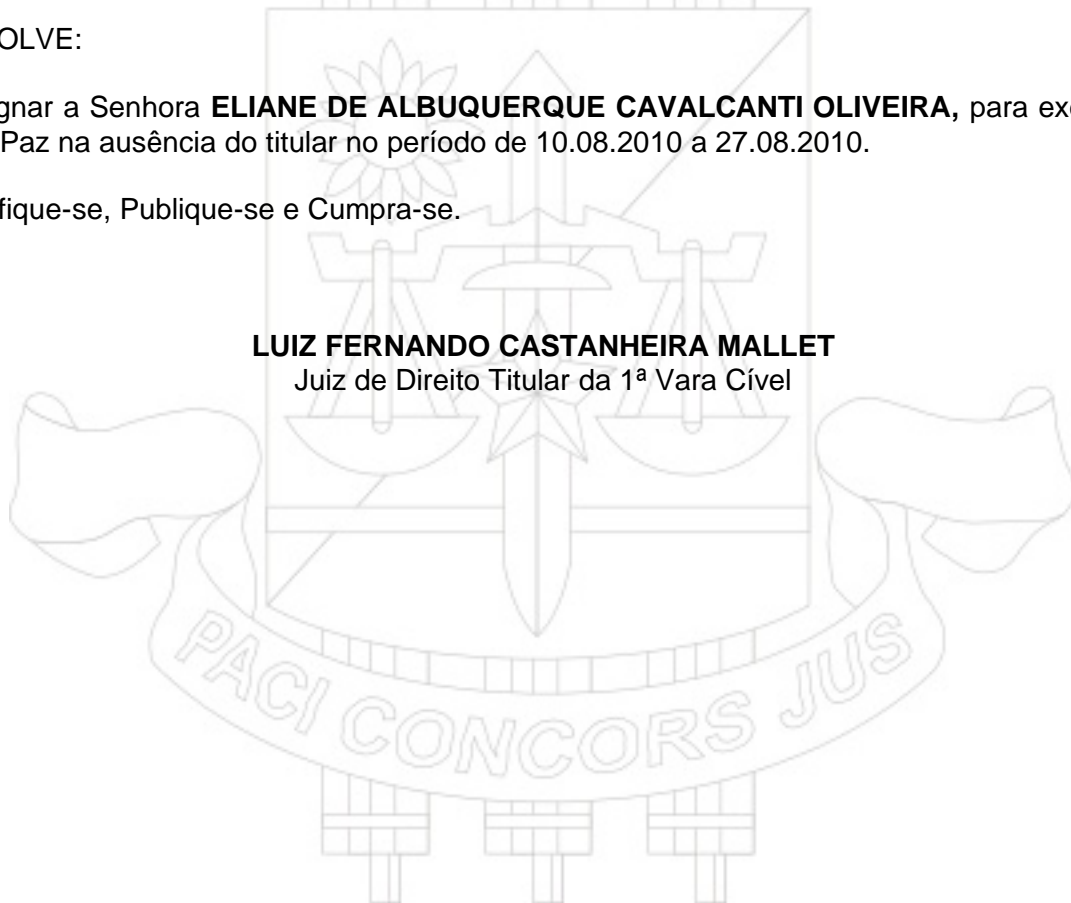 OLVE:
gnar a Senhora ELIANE DE ALBUQUERQUE CAVALCANTI OLIVEIRA, para exe
Paz na ausência do titular no período de 10.08.2010 a 27.08.2010.
fique-se, Publique-se e Cumpra-se.
LUIZ FERNANDO CASTANHEIRA MALLET
Juiz de Direito Titular da 1ª Vara Cível
PACI CONCORS JUS